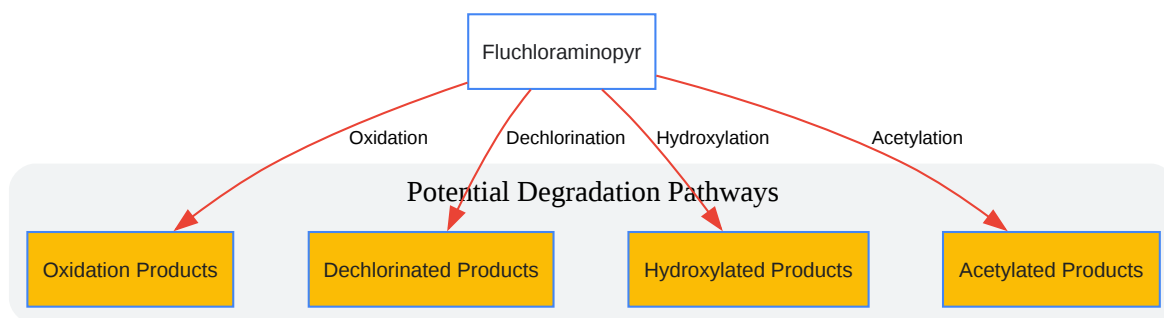 Fluchloraminopyr
Oxidation
Dechlorination
Hydroxylation
Acetylation
Potential Degradation Pathways
Oxidation Products
Dechlorinated Products
Hydroxylated Products
Acetylated Products